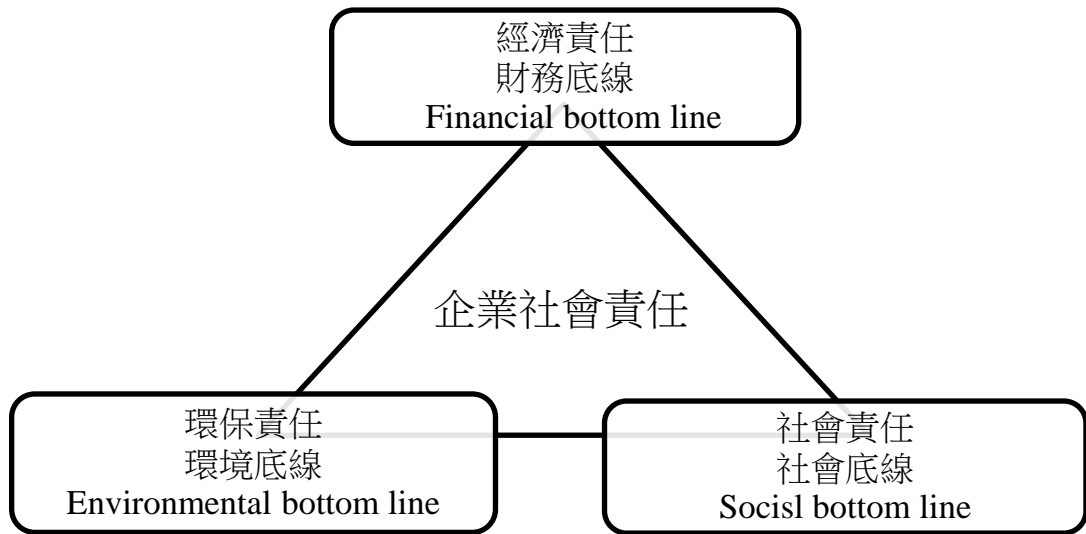 經濟責任
財務底線
Financial bottom line
企業社會責任
環保責任
環境底線
Environmental bottom line
社會責任
社會底線
Socisl bottom line